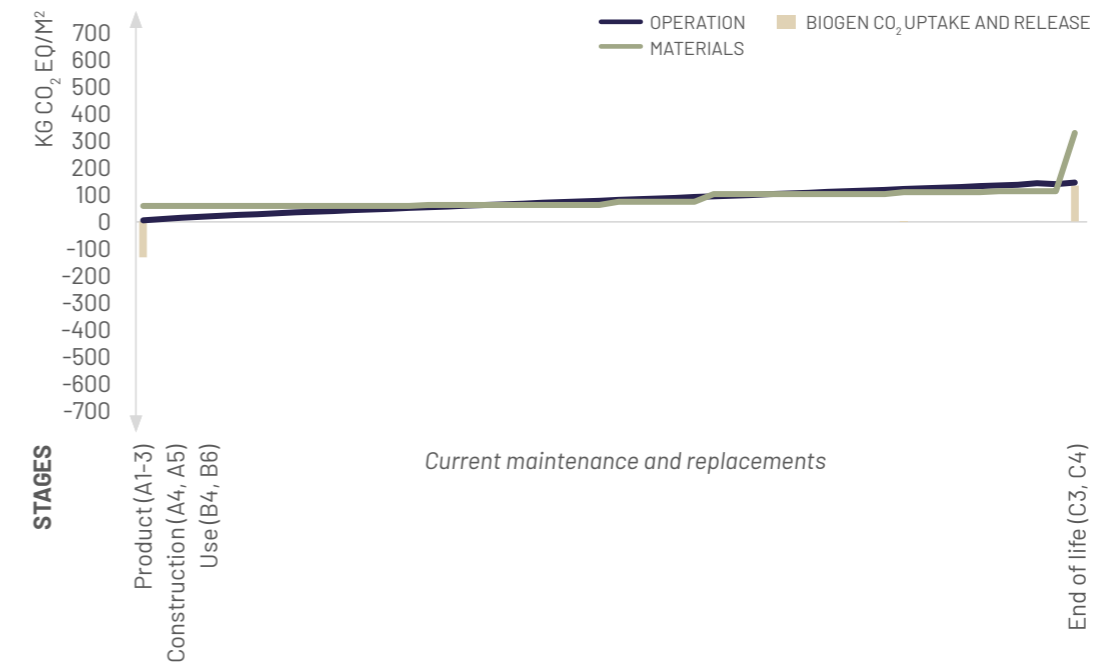 KG CO₂ EQ/M²
700
600
500
400
300
200
100
0
-100
-200
-300
-400
-500
-600
-700
OPERATION
MATERIALS
BIOGEN CO₂ UPTAKE AND RELEASE
STAGES
Product (A1-3)
Construction (A4, A5)
Use (B4, B6)
Current maintenance and replacements
End of life (C3, C4)